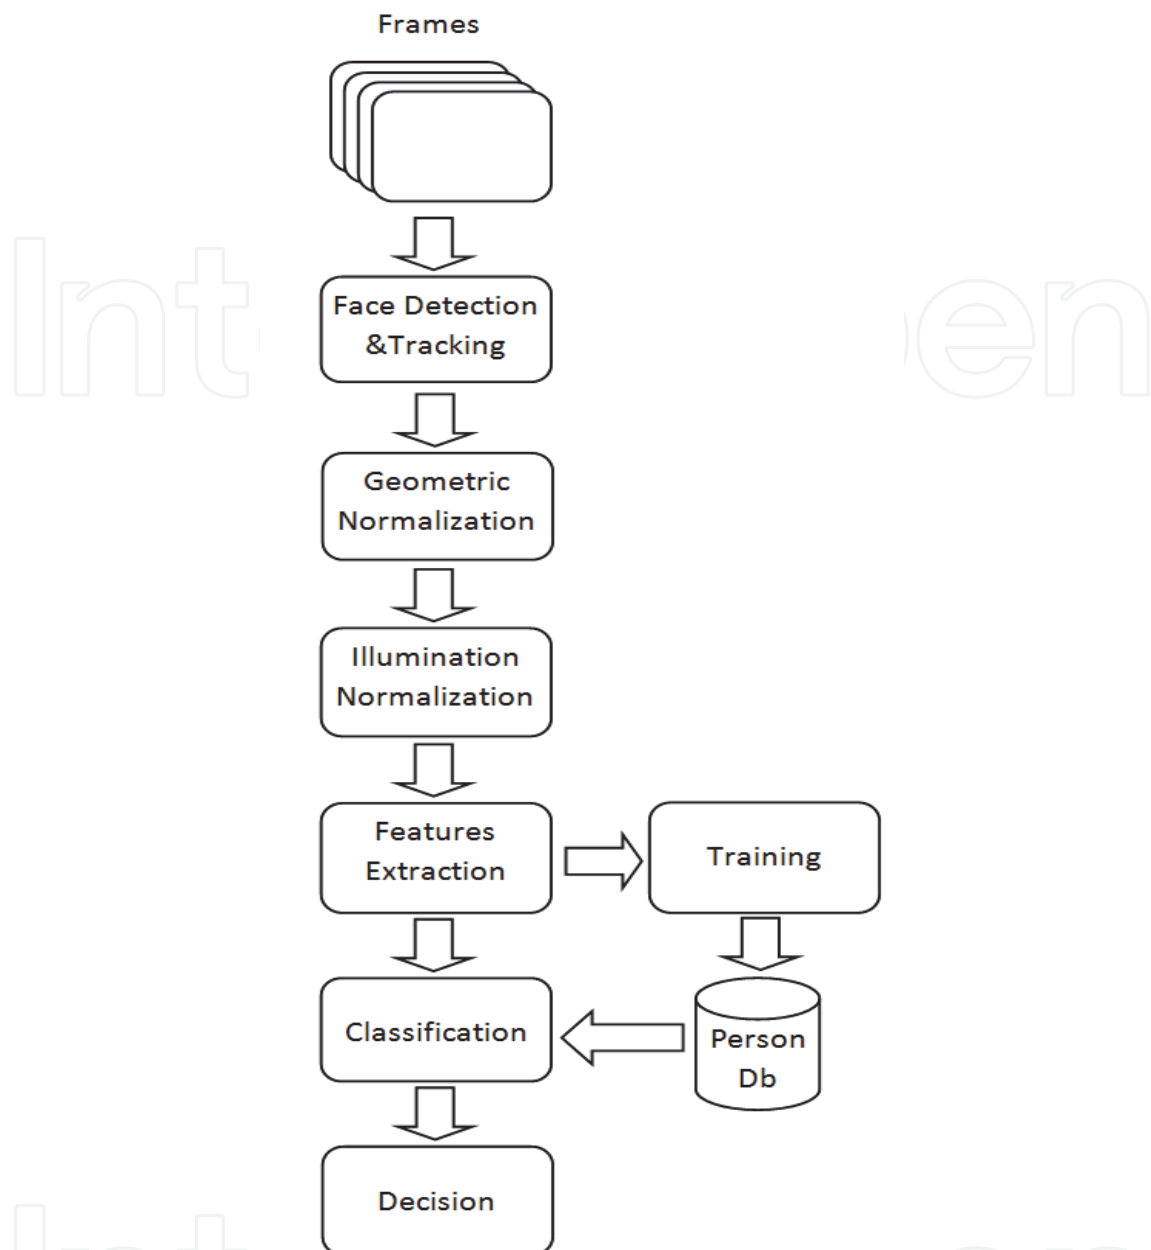 Frames
Face Detection
&Tracking
Geometric
Normalization
Illumination
Normalization
Features
Extraction
Training
Classification
Person
Db
Decision